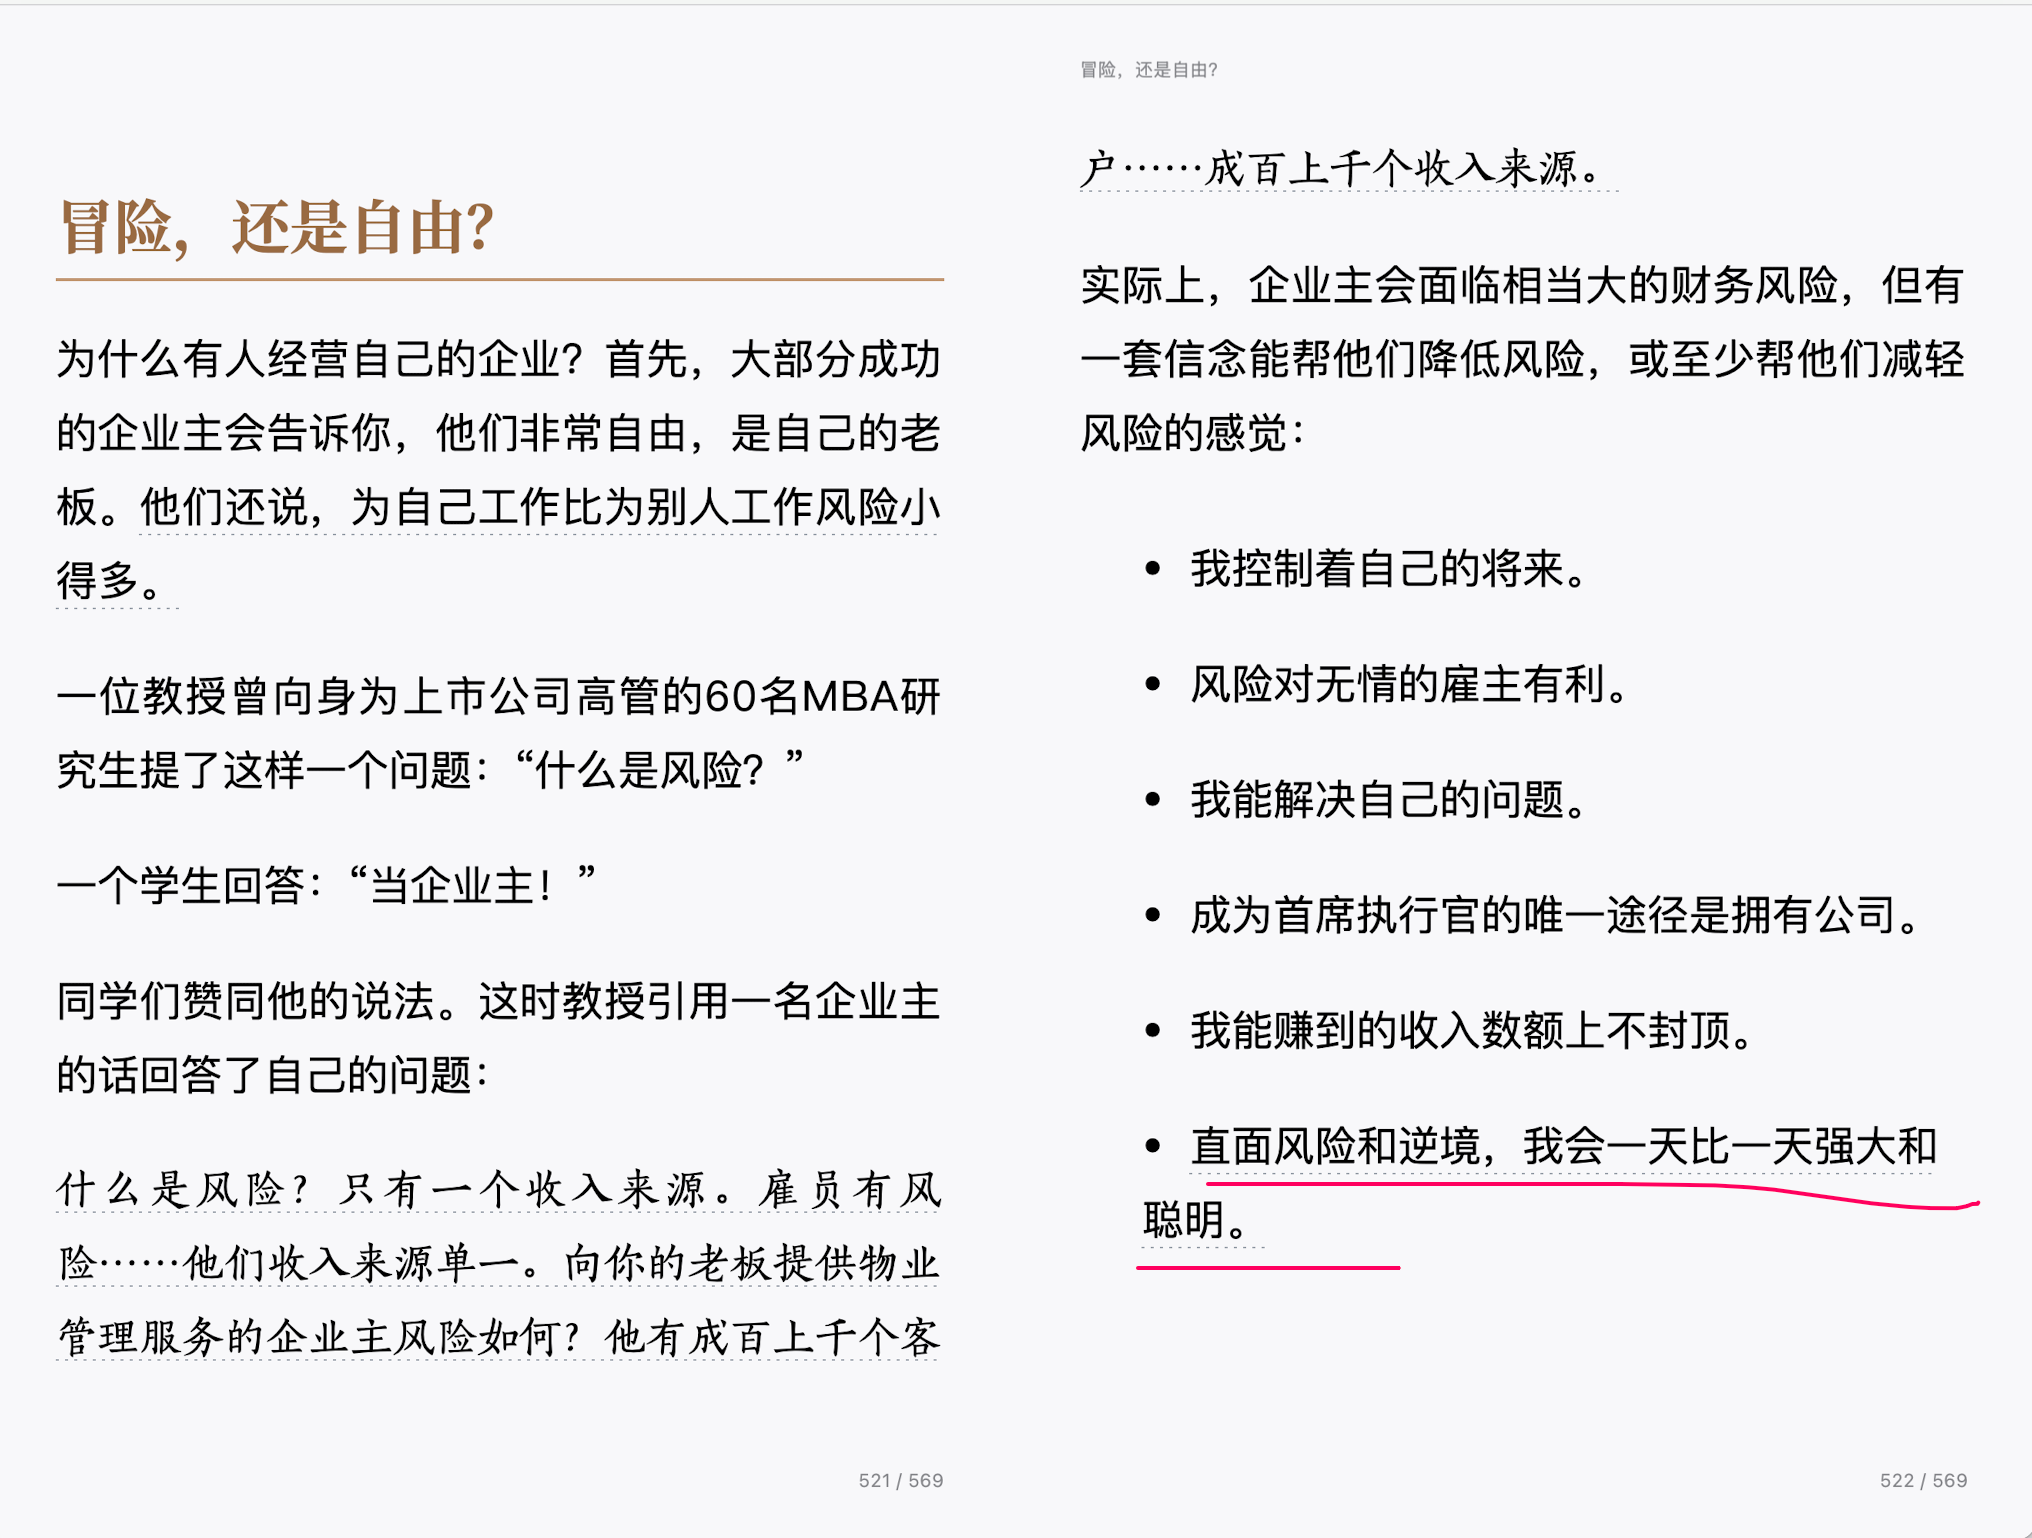 冒险，还是自由？
为什么有人经营自己的企业？首先，大部分成功
的企业主会告诉你，他们非常自由，是自己的老
板。他们还说，为自己工作比为别人工作风险小
得多。
一位教授曾向身为上市公司高管的60名MBA研
究生提了这样一个问题：“什么是风险？”
一个学生回答：“当企业主！”
同学们赞同他的说法。这时教授引用一名企业主
的话回答了自己的问题：
什么是风险？只有一个收入来源。雇员有风
险……他们收入来源单一。向你的老板提供物业
管理服务的企业主风险如何？他有成百上千个客
521 / 569
冒险，还是自由？
户……成百上千个收入来源。
实际上，企业主会面临相当大的财务风险，但有
一套信念能帮他们降低风险，或至少帮他们减轻
风险的感觉：
• 我控制着自己的将来。
• 风险对无情的雇主有利。
• 我能解决自己的问题。
• 成为首席执行官的唯一途径是拥有公司。
• 我能赚到的收入数额上不封顶。
• 直面风险和逆境，我会一天比一天强大和
聪明。
522 / 569